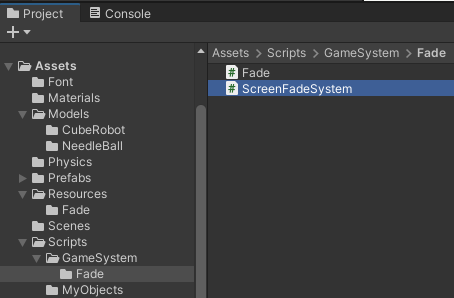 Project
Console
+
Assets
Font
Materials
Models
CubeRobot
NeedleBall
Physics
Prefabs
Resources
Fade
Scenes
Scripts
GameSystem
Fade
MyObjects
Assets > Scripts > GameSystem > Fade
# Fade
# ScreenFadeSystem